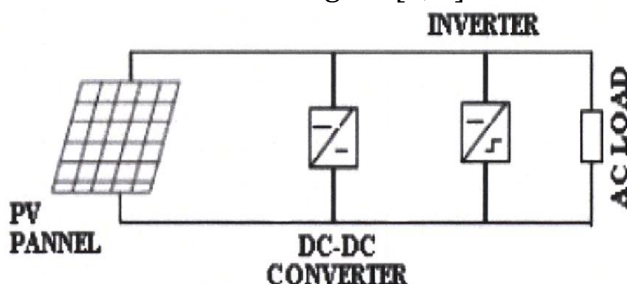 INVERTER
AC LOAD
PV
PANNEL
DC-DC
CONVERTER